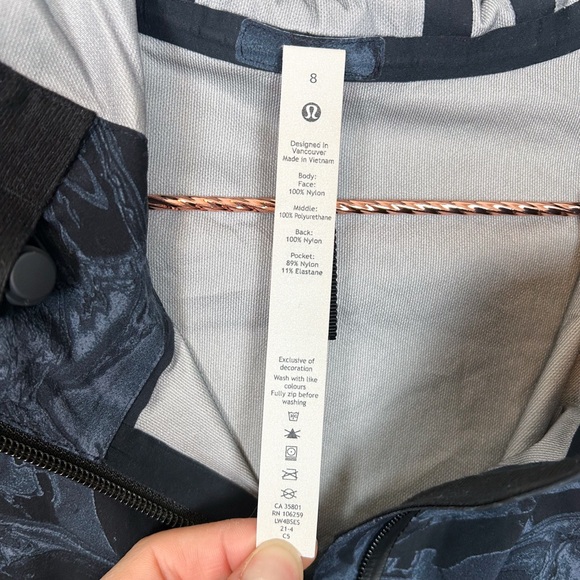 8
Designed in
Vancouver
Made in Vietnam
Body:
Face:
100% Nylon
Middle:
100% Polyurethane
Back:
100% Nylon
Pocket:
89% Nylon
11% Elastane
Exclusive of
decoration
Wash with like
colours
Fully zip before
washing
CA 35801
RN 106259
LW4BSES
21-4
C5